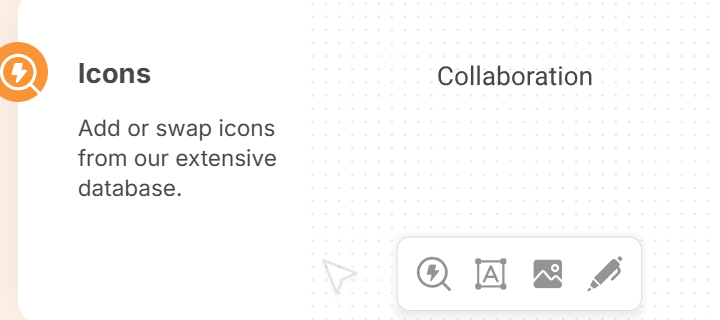 Icons
Add or swap icons
from our extensive
database.
Collaboration
A